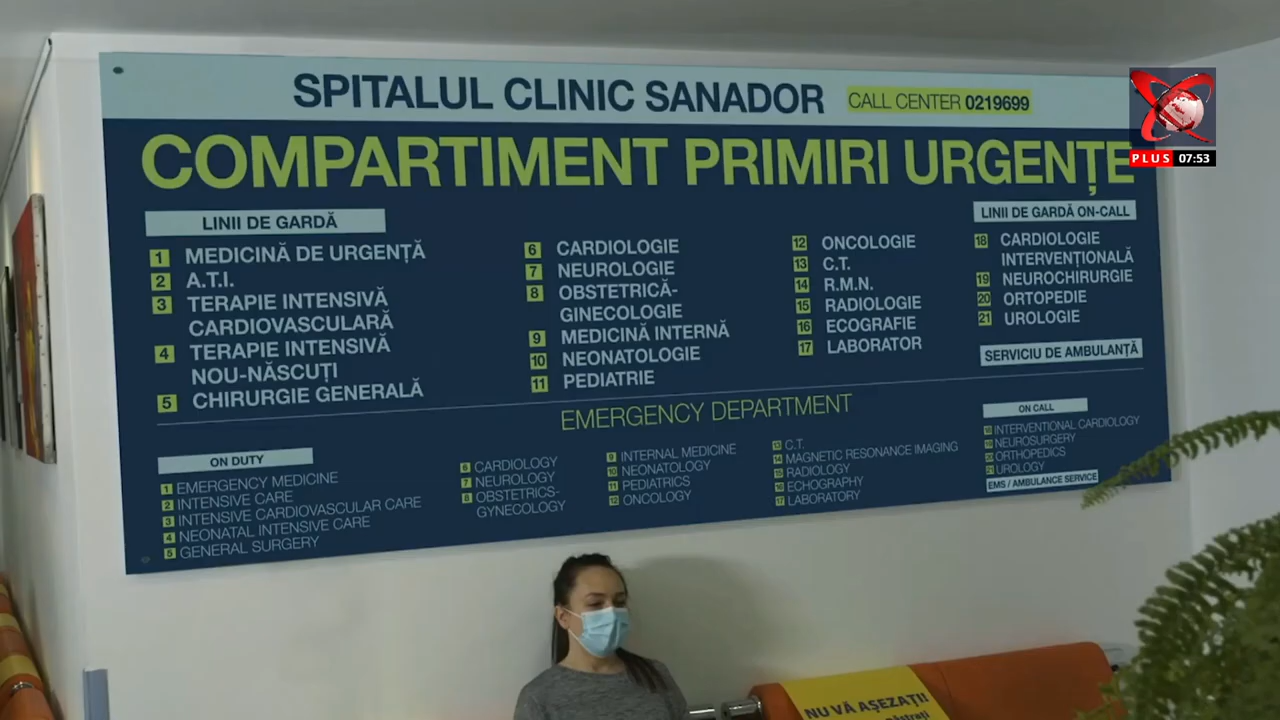 SPITALUL CLINIC SANADOR CALL CENTER 0219699
PLUS 07:53
COMPARTIMENT PRIMIRI URGENȚE
LINII DE GARDĂ
1 MEDICINĂ DE URGENȚĂ
2 A.T.I.
3 TERAPIE INTENSIVĂ
CARDIOVASCULARĂ
4 TERAPIE INTENSIVĂ
NOU-NĂSCUȚI
5 CHIRURGIE GENERALĂ
6 CARDIOLOGIE
7 NEUROLOGIE
8 OBSTETRICĂ-
GINECOLOGIE
9 MEDICINĂ INTERNĂ
10 NEONATOLOGIE
11 PEDIATRIE
12 ONCOLOGIE
13 C.T.
14 R.M.N.
15 RADIOLOGIE
16 ECOGRAFIE
17 LABORATOR
LINII DE GARDĂ ON-CALL
18 CARDIOLOGIE
INTERVENȚIONALĂ
19 NEUROCHIRURGIE
20 ORTOPEDIE
21 UROLOGIE
SERVICIU DE AMBULANȚĂ
EMERGENCY DEPARTMENT
ON DUTY
1 EMERGENCY MEDICINE
2 INTENSIVE CARE
3 INTENSIVE CARDIOVASCULAR CARE
4 NEONATAL INTENSIVE CARE
5 GENERAL SURGERY
6 CARDIOLOGY
7 NEUROLOGY
8 OBSTETRICS-
GYNECOLOGY
9 INTERNAL MEDICINE
10 NEONATOLOGY
11 PEDIATRICS
12 ONCOLOGY
13 C.T.
14 MAGNETIC RESONANCE IMAGING
15 RADIOLOGY
16 ECHOGRAPHY
17 LABORATORY
ON CALL
18 INTERVENTIONAL CARDIOLOGY
19 NEUROSURGERY
20 ORTHOPEDICS
21 UROLOGY
EMS / AMBULANCE SERVICE
NU VĂ AȘEZAȚI!